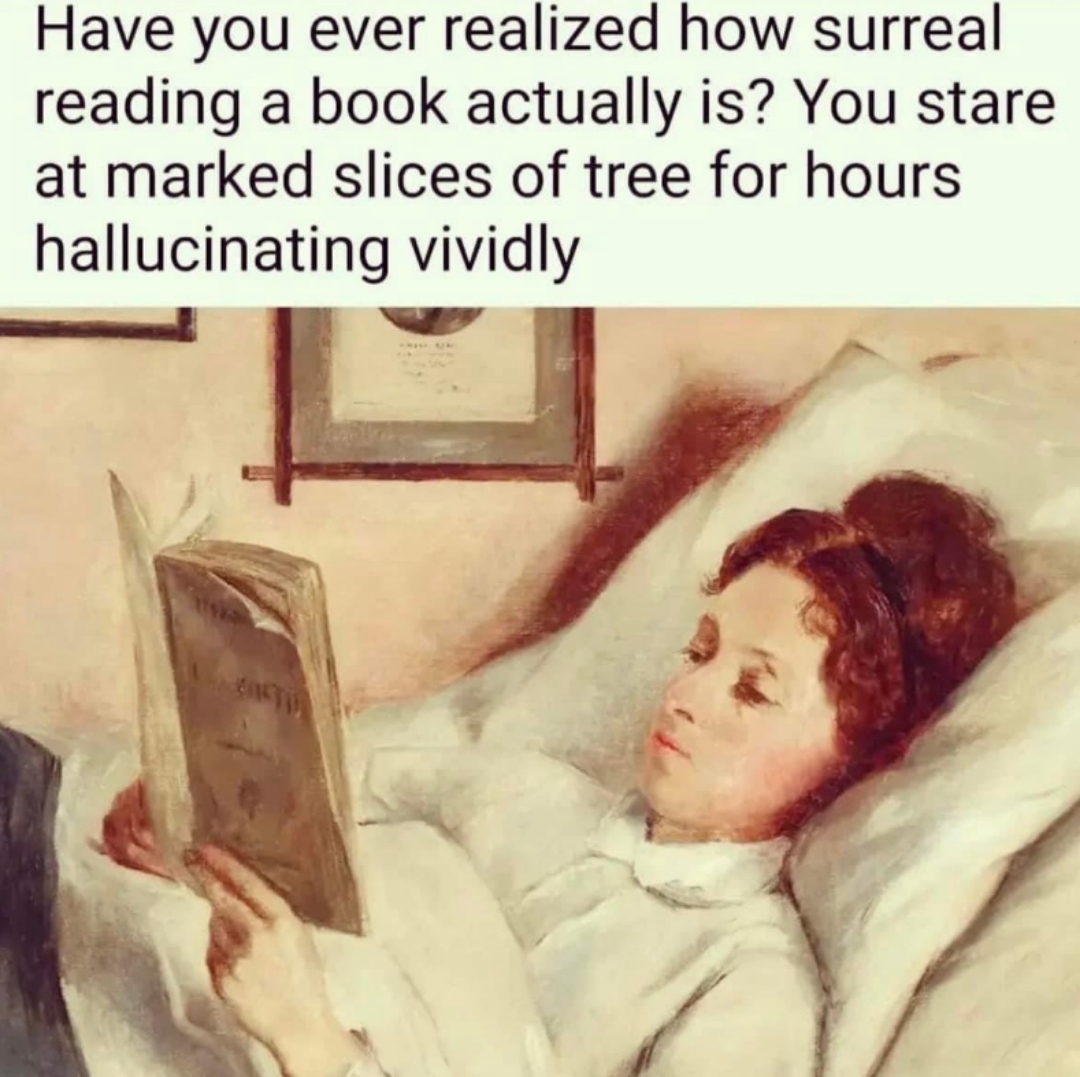 Have you ever realized how surreal
reading a book actually is? You stare
at marked slices of tree for hours
hallucinating vividly